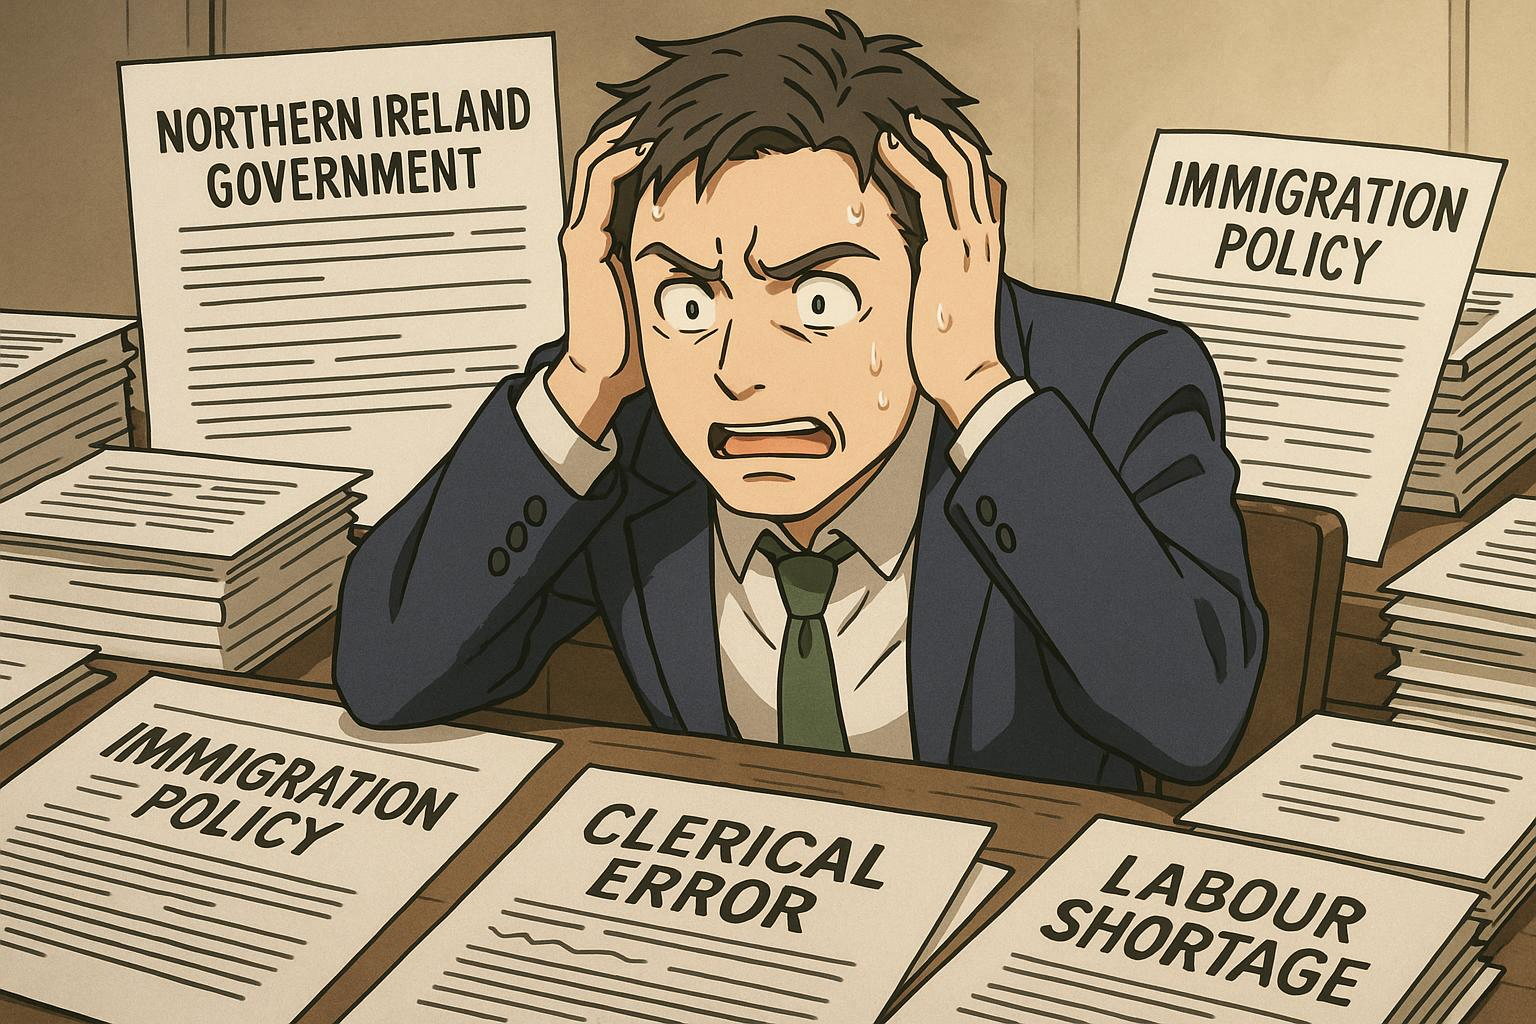 NORTHERN IRELAND
GOVERNMENT
IMMIGRATION
POLICY
IMMIGRATION
POLICY
CLERICAL
ERROR
LABOUR
SHORTAGE